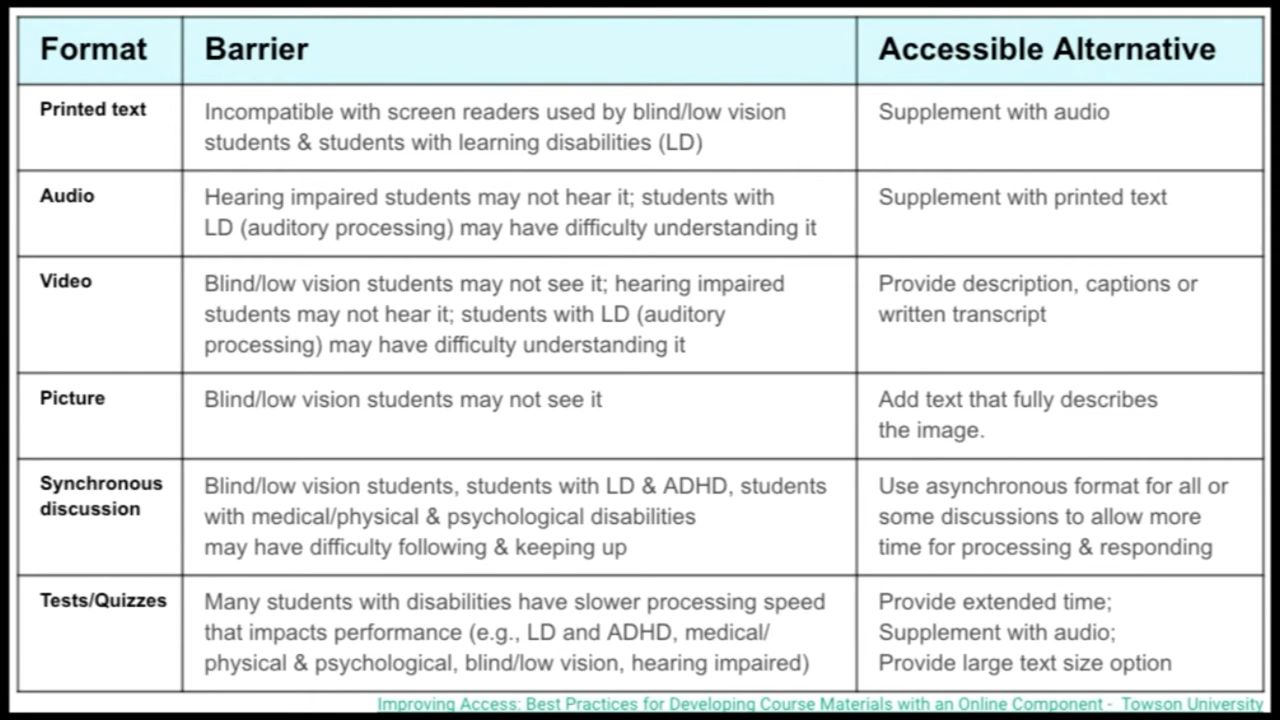 Format
Barrier
Accessible Alternative
Printed text
Incompatible with screen readers used by blind/low vision
students & students with learning disabilities (LD)
Supplement with audio
Audio
Hearing impaired students may not hear it; students with
LD (auditory processing) may have difficulty understanding it
Supplement with printed text
Video
Blind/low vision students may not see it; hearing impaired
students may not hear it; students with LD (auditory
processing) may have difficulty understanding it
Provide description, captions or
written transcript
Picture
Blind/low vision students may not see it
Add text that fully describes
the image.
Synchronous
discussion
Blind/low vision students, students with LD & ADHD, students
with medical/physical & psychological disabilities
may have difficulty following & keeping up
Use asynchronous format for all or
some discussions to allow more
time for processing & responding
Tests/Quizzes
Many students with disabilities have slower processing speed
that impacts performance (e.g., LD and ADHD, medical/
physical & psychological, blind/low vision, hearing impaired)
Provide extended time;
Supplement with audio;
Provide large text size option
Improving Access: Best Practices for Developing Course Materials with an Online Component - Towson University